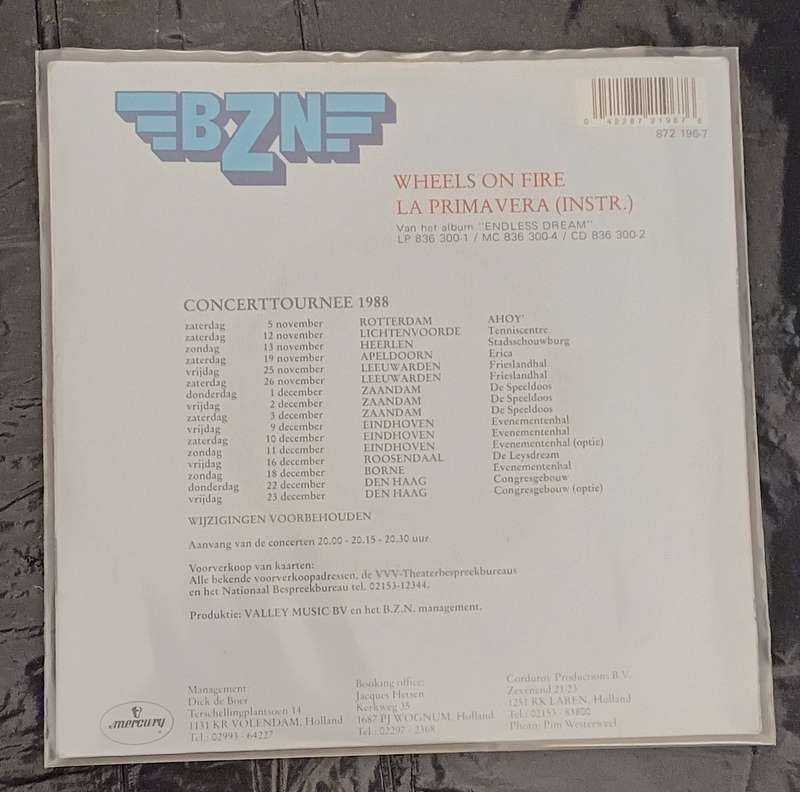 BZN
0 42287 21967 6
872 196-7
WHEELS ON FIRE
LA PRIMAVERA (INSTR.)
Van het album "ENDLESS DREAM"
LP 836 300-1 / MC 836 300-4 / CD 836 300-2
CONCERTTOURNEE 1988
zaterdag 5 november ROTTERDAM AHOY'
zaterdag 12 november LICHTENVOORDE Tenniscentre
zondag 13 november HEERLEN Stadsschouwburg
zaterdag 19 november APELDOORN Erica
vrijdag 25 november LEEUWARDEN Frieslandhal
zaterdag 26 november LEEUWARDEN Frieslandhal
donderdag 1 december ZAANDAM De Speeldoos
vrijdag 2 december ZAANDAM De Speeldoos
zaterdag 3 december ZAANDAM De Speeldoos
vrijdag 9 december EINDHOVEN Evenementenhal
zaterdag 10 december EINDHOVEN Evenementenhal
zondag 11 december EINDHOVEN Evenementenhal (optie)
vrijdag 16 december ROOSENDAAL De Leysdream
zondag 18 december BORNE Evenementenhal
donderdag 22 december DEN HAAG Congresgebouw
vrijdag 23 december DEN HAAG Congresgebouw (optie)
WIJZIGINGEN VOORBEHOUDEN
Aanvang van de concerten 20.00 - 20.15 - 20.30 uur
Voorverkoop van kaarten:
Alle bekende voorverkoopadressen, de VVV-Theaterbespreekbureaus
en het Nationaal Bespreekbureau tel. 02153-12344.
Produktie: VALLEY MUSIC BV en het B.Z.N. management.
mercury
Management:
Dick de Boer
Terschellingplantsoen 14
1131 KR VOLENDAM, Holland
Tel.: 02993 - 64227
Booking office:
Jacques Hetsen
Kerkweg 35
1687 PJ WOGNUM, Holland
Tel.: 02297 - 2368
Corduroy Productions B.V.
Zevenend 21/23
1251 RK LAREN, Holland
Tel.: 02153 - 83800
Photo: Pim Westerweel